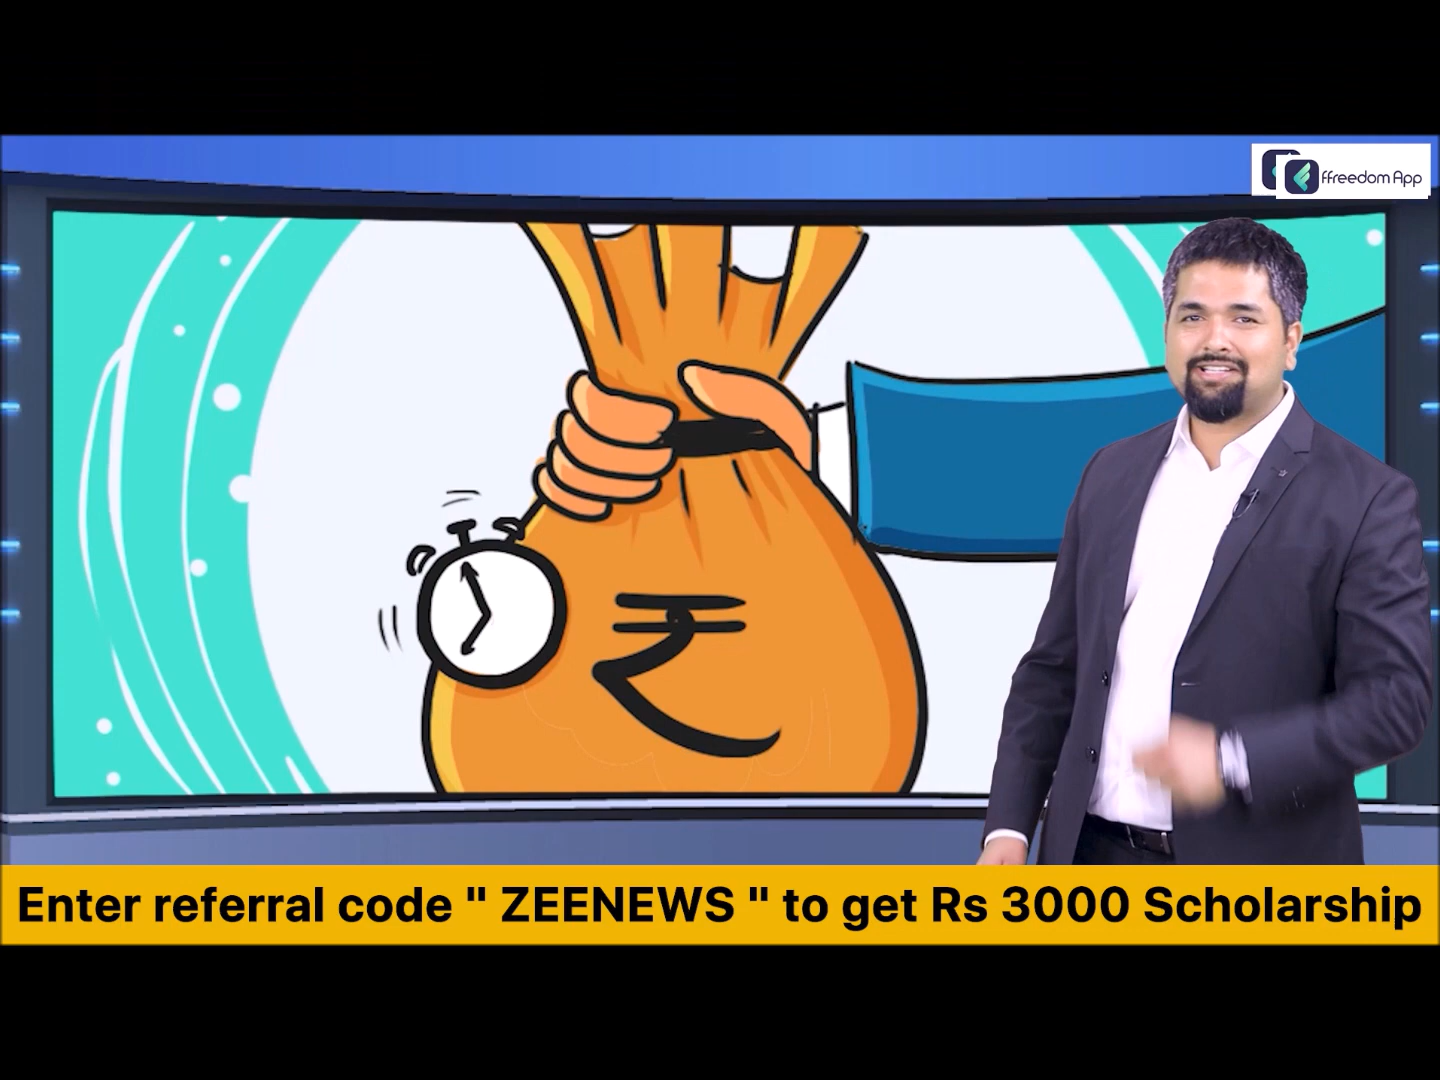 ffreedom App
₹
Enter referral code " ZEENEWS " to get Rs 3000 Scholarship